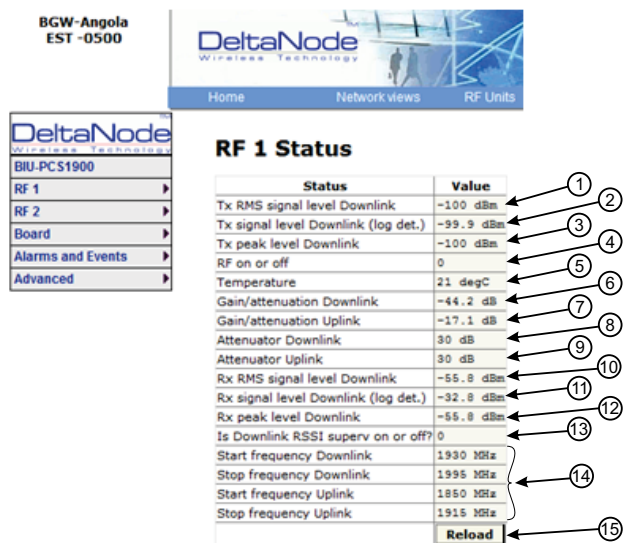 BGW-Angola
EST -0500
DeltaNode
Wireless Technology
Home Network views RF Units
DeltaNode
Wireless Technology
BIU-PCS1900
RF 1
RF 2
Board
Alarms and Events
Advanced
RF 1 Status
Status Value
Tx RMS signal level Downlink -100 dBm 1
Tx signal level Downlink (log det.) -99.9 dBm 2
Tx peak level Downlink -100 dBm 3
RF on or off 0 4
Temperature 21 degC 5
Gain/attenuation Downlink -44.2 dB 6
Gain/attenuation Uplink -17.1 dB 7
Attenuator Downlink 30 dB 8
Attenuator Uplink 30 dB 9
Rx RMS signal level Downlink -55.8 dBm 10
Rx signal level Downlink (log det.) -32.8 dBm 11
Rx peak level Downlink -55.8 dBm 12
Is Downlink RSSI superv on or off? 0 13
Start frequency Downlink 1930 MHz
Stop frequency Downlink 1995 MHz 14
Start frequency Uplink 1850 MHz
Stop frequency Uplink 1915 MHz
Reload 15